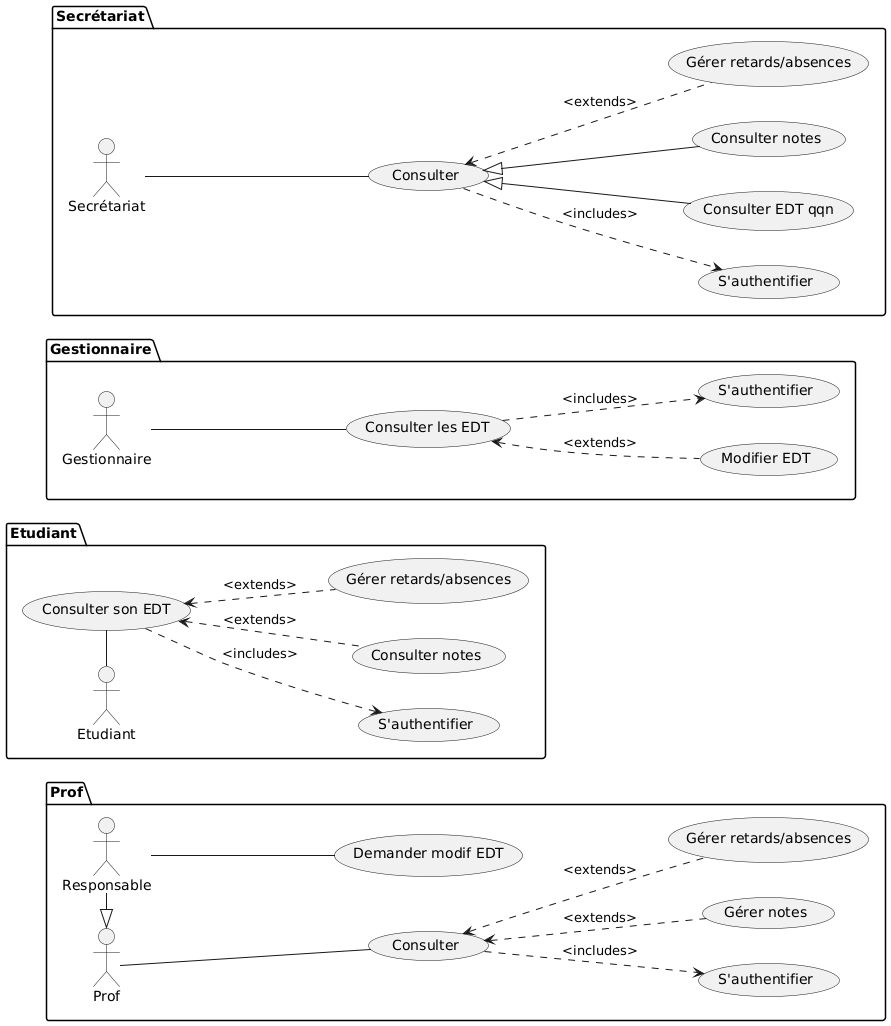 Secrétariat
Gérer retards/absences
<extends>
Consulter notes
Consulter
Secrétariat
Consulter EDT qqn
<includes>
S'authentifier
Gestionnaire
S'authentifier
<includes>
Consulter les EDT
<extends>
Modifier EDT
Gestionnaire
Etudiant
Gérer retards/absences
<extends>
Consulter son EDT
<extends>
Consulter notes
<includes>
S'authentifier
Etudiant
Prof
Gérer retards/absences
Demander modif EDT
<extends>
Responsable
Gérer notes
<extends>
Consulter
<includes>
S'authentifier
Prof